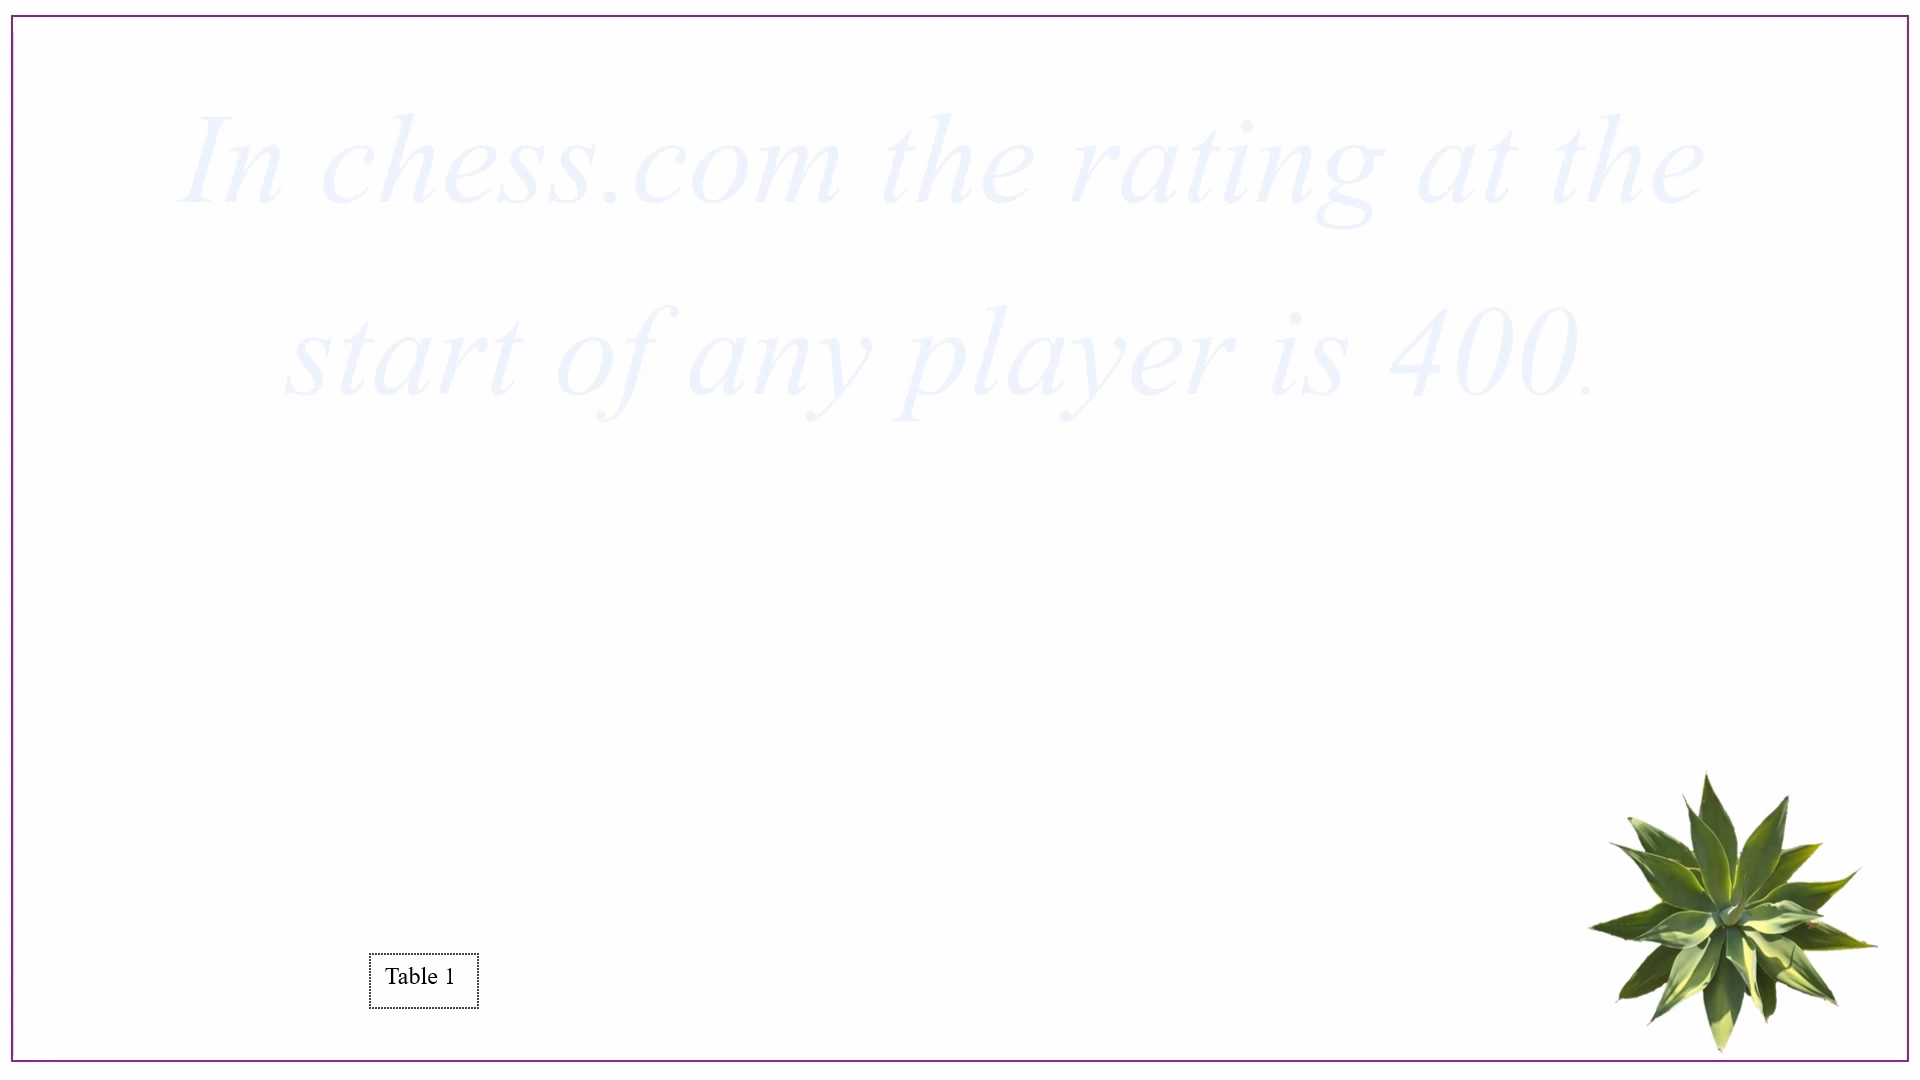 In chess.com the rating at the
start of any player is 400.
Table 1